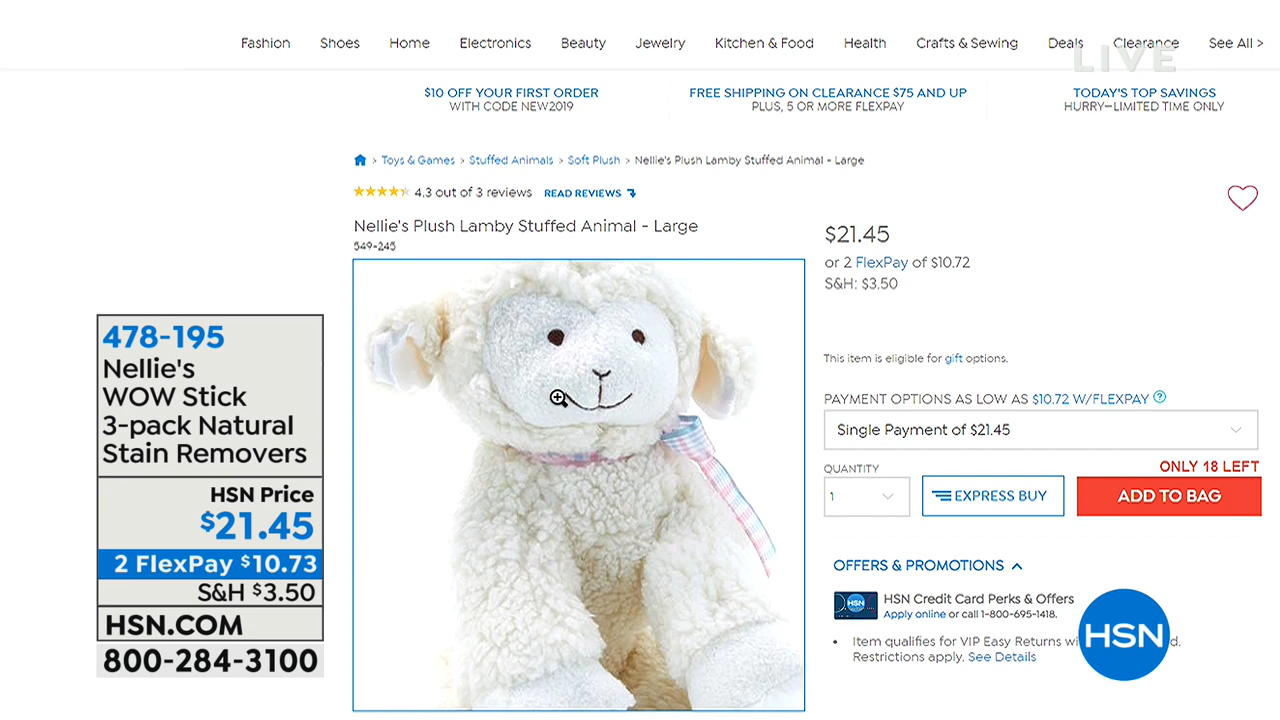 Fashion Shoes Home Electronics Beauty Jewelry Kitchen & Food Health Crafts & Sewing Deals Clearance See All >
LIVE
$10 OFF YOUR FIRST ORDER
WITH CODE NEW2019
FREE SHIPPING ON CLEARANCE $75 AND UP
PLUS, 5 OR MORE FLEXPAY
TODAY'S TOP SAVINGS
HURRY—LIMITED TIME ONLY
> Toys & Games > Stuffed Animals > Soft Plush > Nellie's Plush Lamby Stuffed Animal - Large
4.3 out of 3 reviews READ REVIEWS
Nellie's Plush Lamby Stuffed Animal - Large
549-245
$21.45
or 2 FlexPay of $10.72
S&H: $3.50
This item is eligible for gift options.
PAYMENT OPTIONS AS LOW AS $10.72 W/FLEXPAY ?
Single Payment of $21.45
QUANTITY
ONLY 18 LEFT
1
EXPRESS BUY
ADD TO BAG
OFFERS & PROMOTIONS
HSN
HSN Credit Card Perks & Offers
Apply online or call 1-800-695-1418.
• Item qualifies for VIP Easy Returns d.
Restrictions apply. See Details
HSN
478-195
Nellie's
WOW Stick
3-pack Natural
Stain Removers
HSN Price
$21.45
2 FlexPay $10.73
S&H $3.50
HSN.COM
800-284-3100